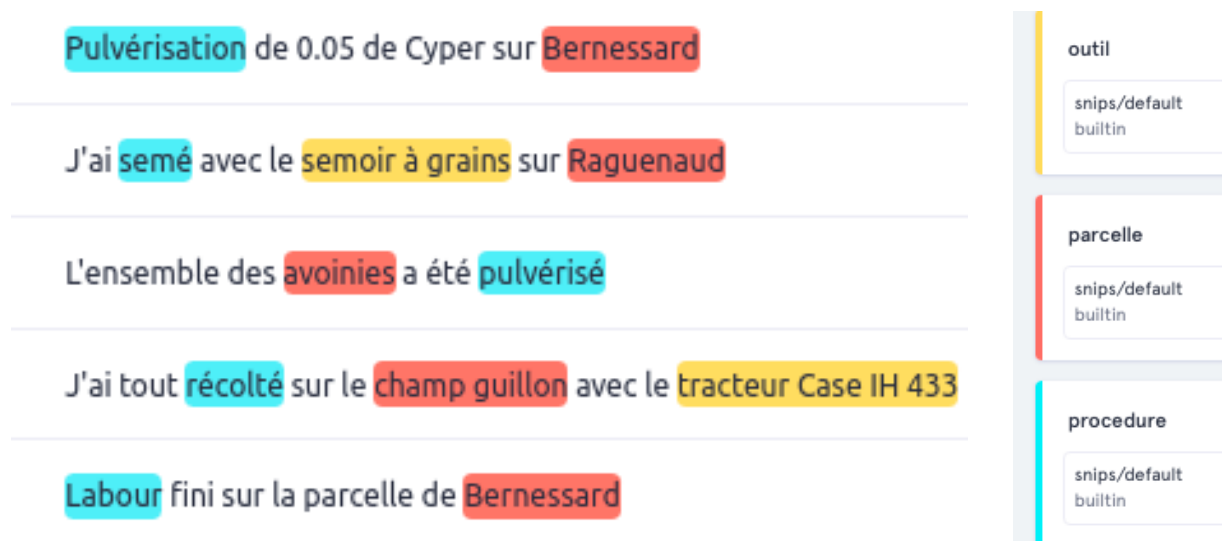 Pulvérisation de 0.05 de Cyper sur Bernessard
J'ai semé avec le semoir à grains sur Raguenaud
L'ensemble des avoinies a été pulvérisé
J'ai tout récolté sur le champ guillon avec le tracteur Case IH 433
Labour fini sur la parcelle de Bernessard
outil
snips/default
builtin
parcelle
snips/default
builtin
procedure
snips/default
builtin